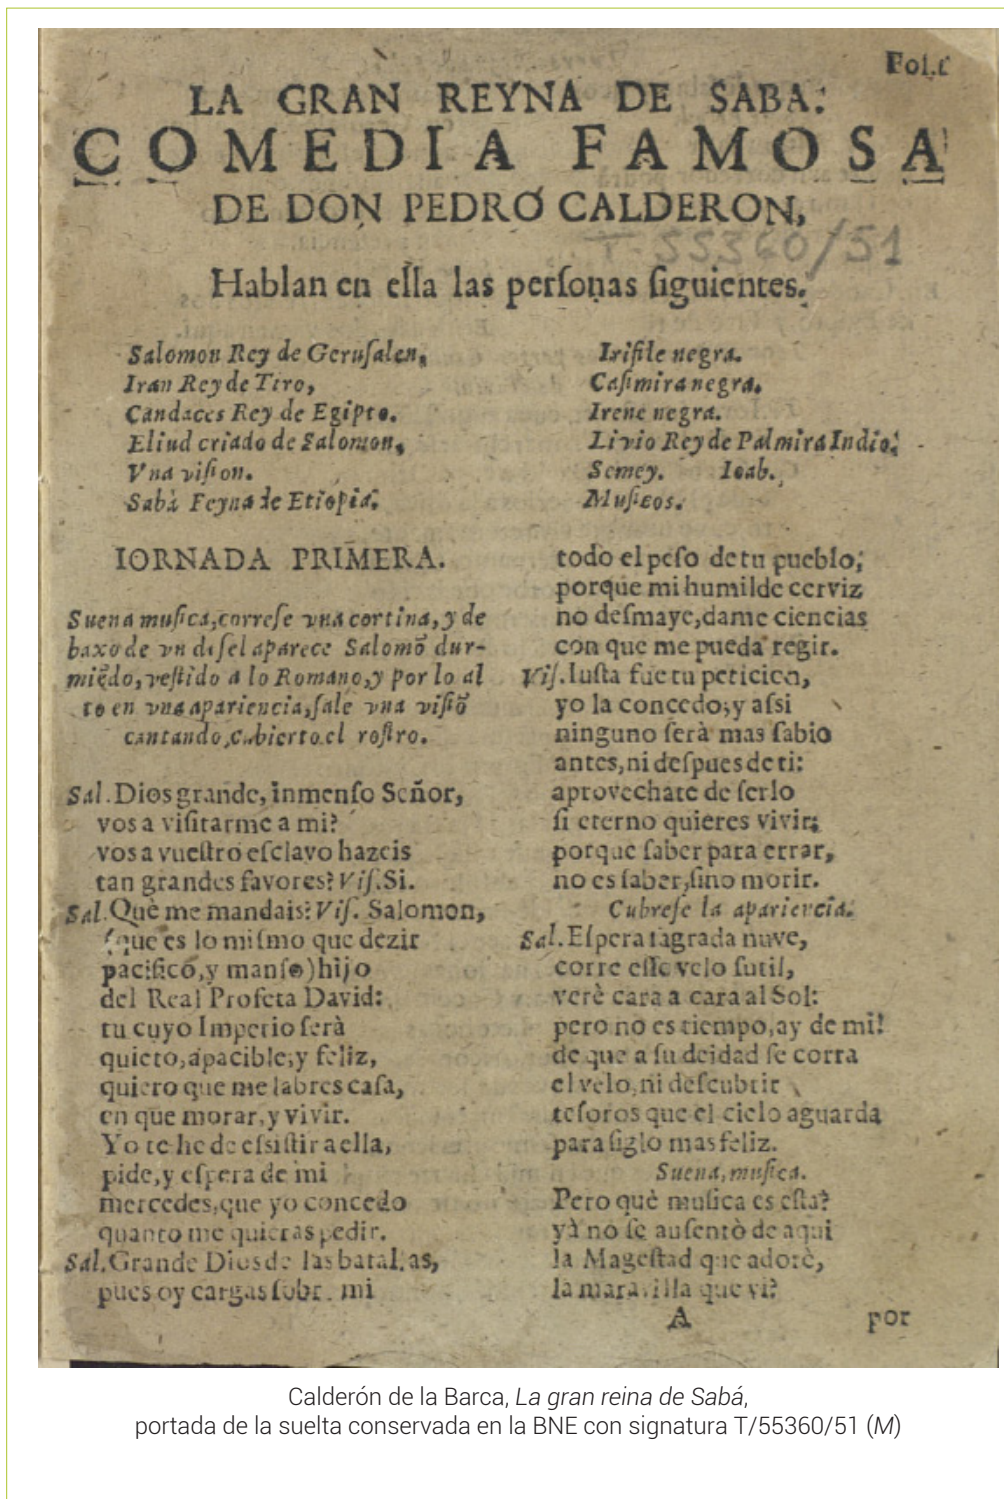 Fol.1
LA GRAN REYNA DE SABA.
COMEDIA FAMOSA
DE DON PEDRO CALDERON,
T-55360/51
Hablan en ella las perſonas ſiguientes.
Salomon Rey de Geruſalen,
Iran Rey de Tiro,
Candaces Rey de Egipto.
Eliud criado de Salomon,
Vna viſion.
Sabà Feyna de Etiopia.
Irifile negra.
Caſimira negra.
Irene negra.
Livio Rey de Palmira Indio.
Semey. Ioab.
Muſicos.
IORNADA PRIMERA.
Suena muſica, correſe vna cortina, y de
baxo de vn doſel aparece Salomõ dur-
miẽdo, veſtido a lo Romano, y por lo al
to en vna apariencia, ſale vna viſiõ
cantando, cubierto el roſtro.
Sal. Dios grande, inmenſo Señor,
vos a viſitarme a mi?
vos a vueſtro eſclavo hazeis
tan grandes favores? Viſ. Si.
Sal. Què me mandais? Viſ. Salomon,
(que es lo miſmo que dezir
pacifico, y manſo) hijo
del Real Profeta David:
tu cuyo Imperio ſerà
quieto, apacible, y feliz,
quiero que me labres caſa,
en que morar, y vivir.
Yo te he de eſsiſtir a ella,
pide, y eſpera de mi
mercedes, que yo concedo
quanto me quieras pedir.
Sal. Grande Dios de las batallas,
pues oy cargas ſobre mi
todo el peſo de tu pueblo;
porque mi humilde cerviz
no deſmaye, dame ciencias
con que me pueda regir.
Viſ. Iuſta fue tu peticion,
yo la concedo; y aſsi
ninguno ſerà mas ſabio
antes, ni deſpues de ti:
aprovechate de ſerlo
ſi eterno quieres vivir;
porque ſaber para errar,
no es ſaber, ſino morir.
Cubreſe la apariencia.
Sal. Eſpera ſagrada nuve,
corre eſſe velo ſutil,
verè cara a cara al Sol:
pero no es tiempo, ay de mi!
de que a ſu deidad ſe corra
el velo, ni deſcubrir
teſoros que el cielo aguarda
para ſiglo mas feliz.
Suena, muſica.
Pero què muſica es eſta?
yà no ſe auſentò de aqui
la Mageſtad que adorè,
la maravilla que vi?
A por
Calderón de la Barca, La gran reina de Sabá,
portada de la suelta conservada en la BNE con signatura T/55360/51 (M)